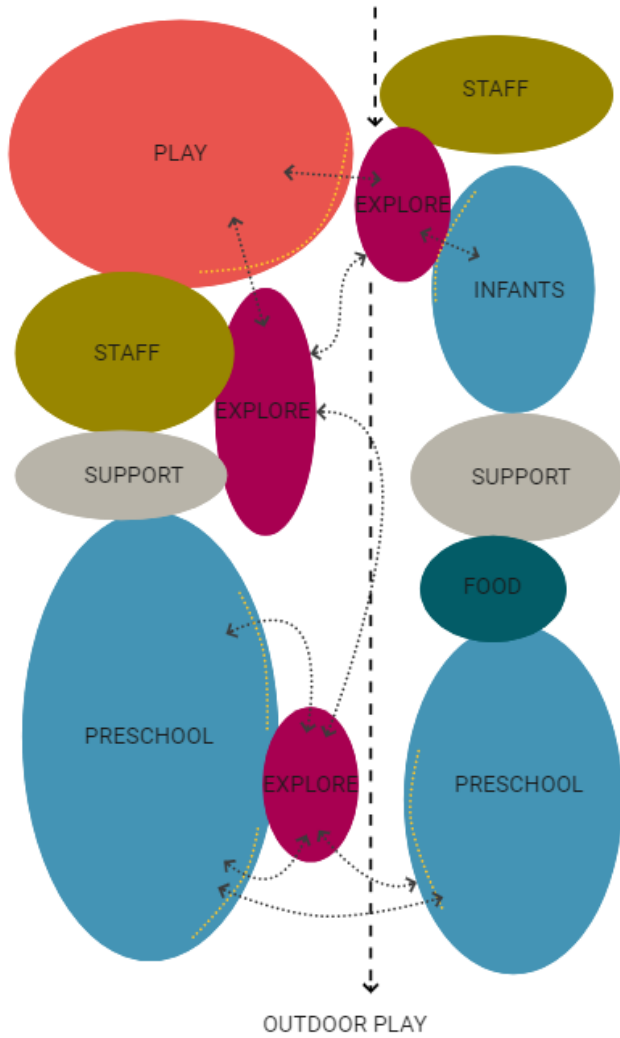 STAFF
PLAY
EXPLORE
INFANTS
STAFF
EXPLORE
SUPPORT
SUPPORT
FOOD
PRESCHOOL
EXPLORE
PRESCHOOL
OUTDOOR PLAY